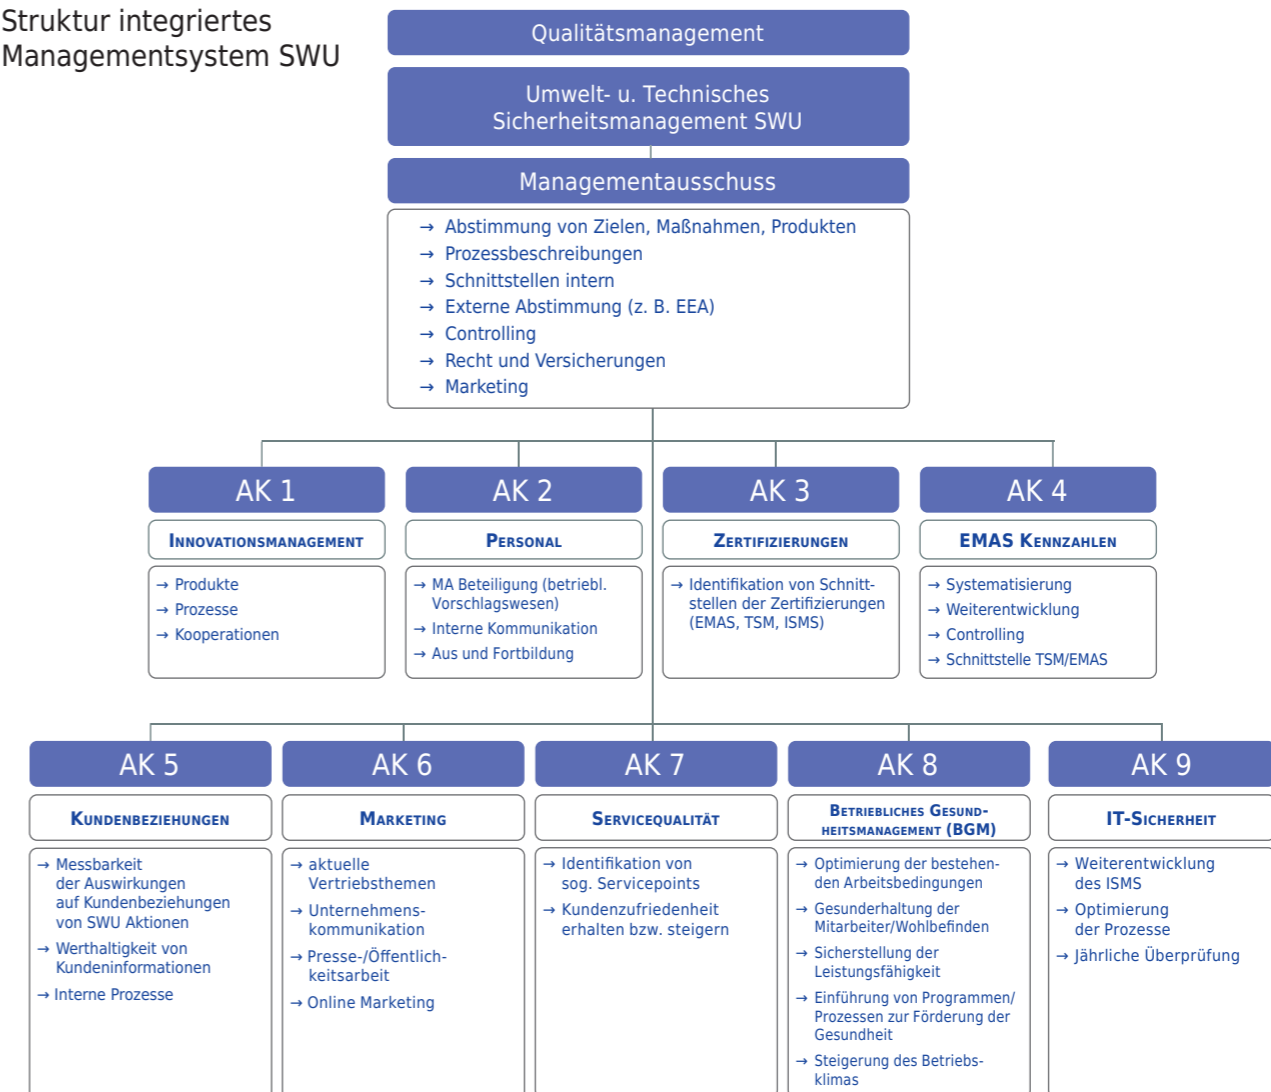 Struktur integriertes
Managementsystem SWU
Qualitätsmanagement
Umwelt- u. Technisches
Sicherheitsmanagement SWU
Managementausschuss
→ Abstimmung von Zielen, Maßnahmen, Produkten
→ Prozessbeschreibungen
→ Schnittstellen intern
→ Externe Abstimmung (z. B. EEA)
→ Controlling
→ Recht und Versicherungen
→ Marketing
AK 1
Innovationsmanagement
→ Produkte
→ Prozesse
→ Kooperationen
AK 2
Personal
→ MA Beteiligung (betriebl.
Vorschlagswesen)
→ Interne Kommunikation
→ Aus und Fortbildung
AK 3
Zertifizierungen
→ Identifikation von Schnitt-
stellen der Zertifizierungen
(EMAS, TSM, ISMS)
AK 4
EMAS Kennzahlen
→ Systematisierung
→ Weiterentwicklung
→ Controlling
→ Schnittstelle TSM/EMAS
AK 5
Kundenbeziehungen
→ Messbarkeit
der Auswirkungen
auf Kundenbeziehungen
von SWU Aktionen
→ Werthaltigkeit von
Kundeninformationen
→ Interne Prozesse
AK 6
Marketing
→ aktuelle
Vertriebsthemen
→ Unternehmens-
kommunikation
→ Presse-/Öffentlich-
keitsarbeit
→ Online Marketing
AK 7
Servicequalität
→ Identifikation von
sog. Servicepoints
→ Kundenzufriedenheit
erhalten bzw. steigern
AK 8
Betriebliches Gesund-
heitsmanagement (BGM)
→ Optimierung der bestehen-
den Arbeitsbedingungen
→ Gesunderhaltung der
Mitarbeiter/Wohlbefinden
→ Sicherstellung der
Leistungsfähigkeit
→ Einführung von Programmen/
Prozessen zur Förderung der
Gesundheit
→ Steigerung des Betriebs-
klimas
AK 9
IT-Sicherheit
→ Weiterentwicklung
des ISMS
→ Optimierung
der Prozesse
→ Jährliche Überprüfung